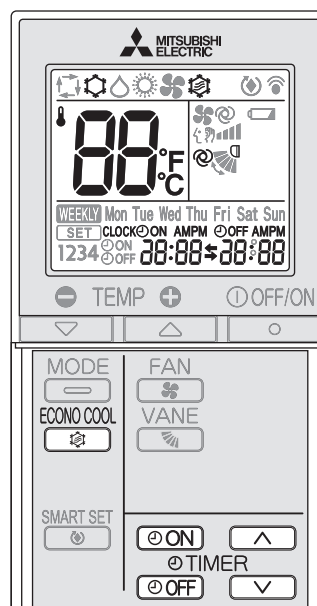 MITSUBISHI
ELECTRIC
88°F
°C
WEEKLY Mon Tue Wed Thu Fri Sat Sun
SET CLOCK ON AMPM OFF AMPM
1234 ON OFF 88:88 88:88
TEMP OFF/ON
MODE FAN
ECONO COOL VANE
SMART SET
ON
TIMER
OFF